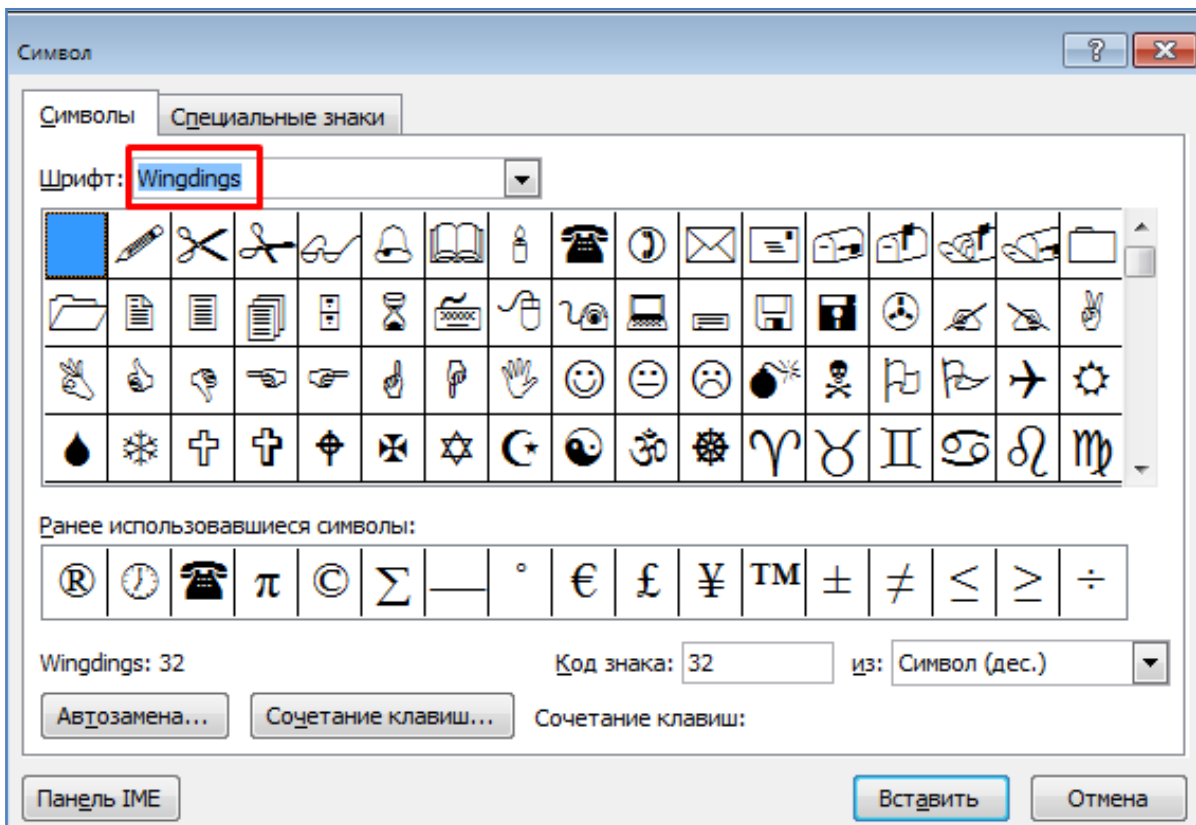 Символ
Символы Специальные знаки
Шрифт: Wingdings
Ранее использовавшиеся символы:
® π © ∑ — ° € £ ¥ TM ± ≠ ≤ ≥ ÷
Wingdings: 32 Код знака: 32 из: Символ (дес.)
Автозамена... Сочетание клавиш... Сочетание клавиш:
Панель IME Вставить Отмена